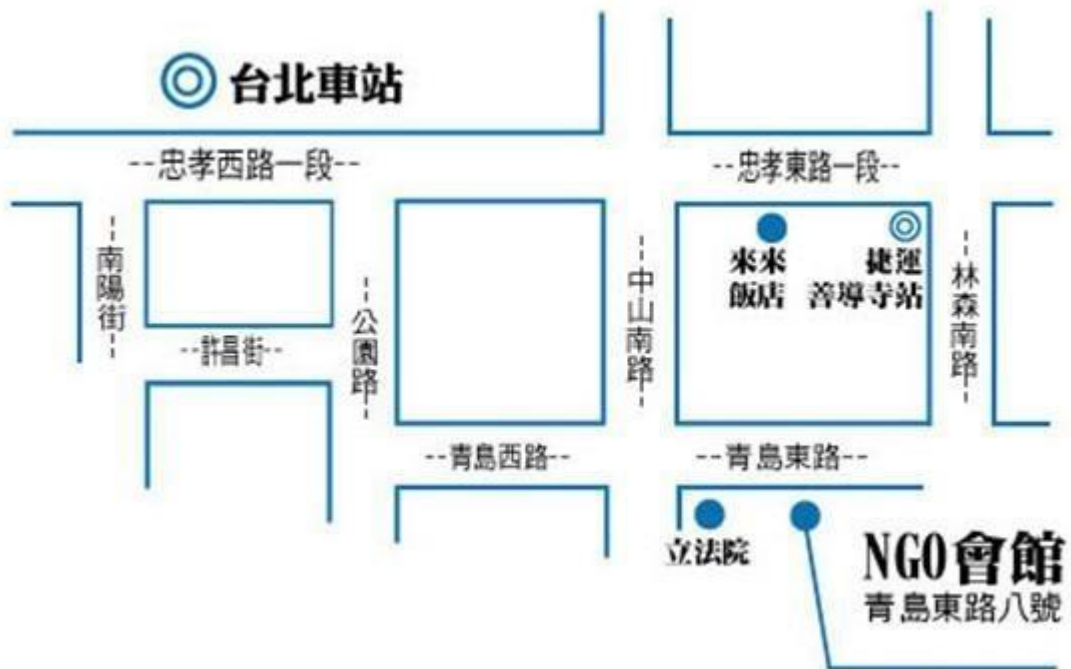 台北車站
--忠孝西路一段--
--忠孝東路一段--
--南陽街--
--許昌街--
--公園路--
--中山南路--
--林森南路--
來來
飯店
捷運
善導寺站
--青島西路--
--青島東路--
立法院
NGO會館
青島東路八號